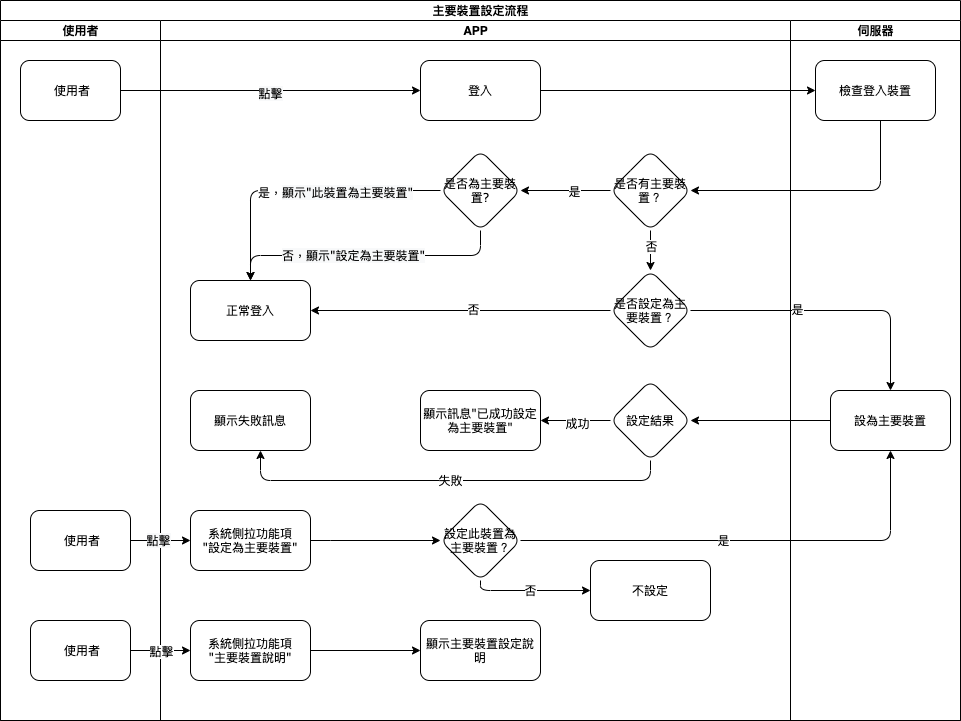 主要裝置設定流程
使用者
APP
伺服器
使用者
點擊
登入
檢查登入裝置
是，顯示"此裝置為主要裝置"
是否為主要裝
置?
是
是否有主要裝
置？
否，顯示"設定為主要裝置"
否
正常登入
否
是否設定為主
要裝置？
是
顯示失敗訊息
顯示訊息"已成功設定
為主要裝置"
成功
設定結果
設為主要裝置
失敗
使用者
點擊
系統側拉功能項
"設定為主要裝置"
設定此裝置為
主要裝置？
是
否
不設定
使用者
點擊
系統側拉功能項
"主要裝置說明"
顯示主要裝置設定說
明